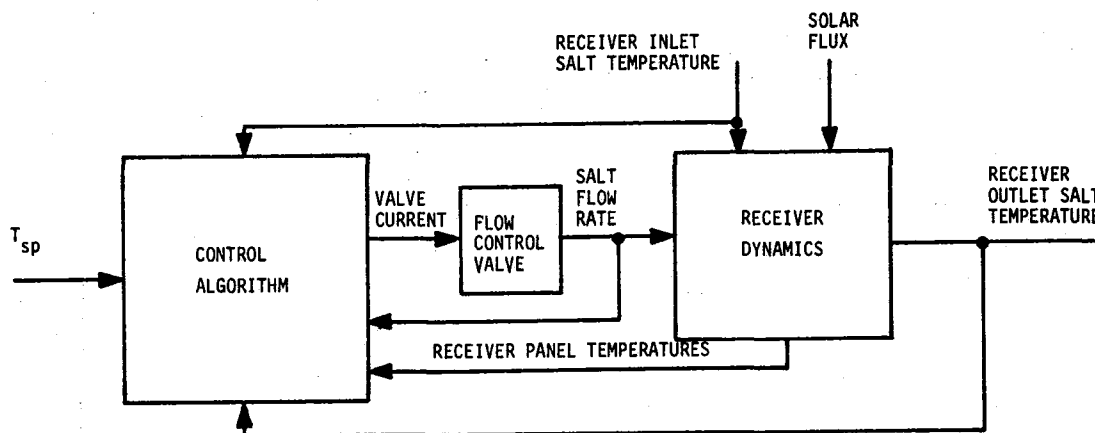 SOLAR
FLUX
RECEIVER INLET
SALT TEMPERATURE
RECEIVER
OUTLET SALT
TEMPERATURE
VALVE
CURRENT
SALT
FLOW
RATE
FLOW
CONTROL
VALVE
RECEIVER
DYNAMICS
T_sp
CONTROL
ALGORITHM
RECEIVER PANEL TEMPERATURES